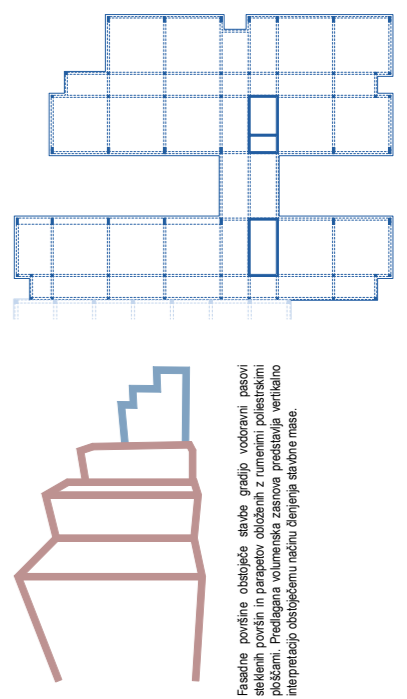 Fasadne površine obstoječe stavbe gradijo vodoravni pasovi
steklenih površin in parapetov obloženih z rumenimi poliestrskimi
ploščami. Predlagana volumenska zasnova predstavlja vertikalno
interpretacijo obstoječemu načinu členjenja stavbne mase.